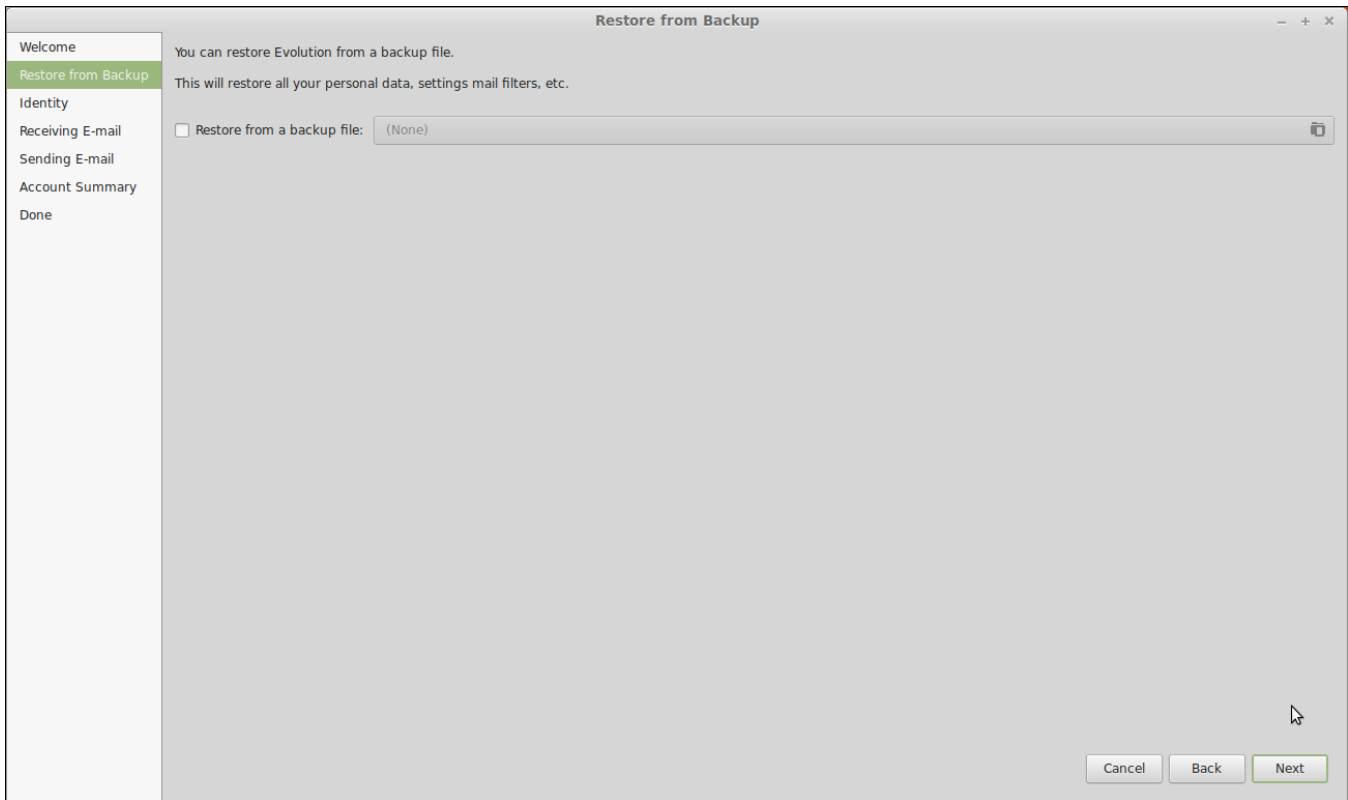 Restore from Backup
Welcome
Restore from Backup
Identity
Receiving E-mail
Sending E-mail
Account Summary
Done
You can restore Evolution from a backup file.
This will restore all your personal data, settings mail filters, etc.
Restore from a backup file: (None)
Cancel Back Next